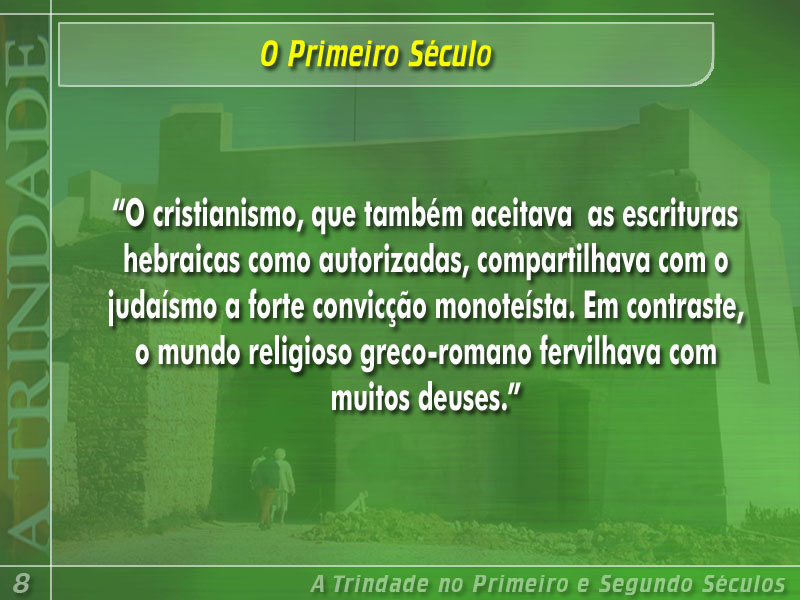 O Primeiro Século
A TRINDADE
“O cristianismo, que também aceitava  as escrituras
hebraicas como autorizadas, compartilhava com o
judaísmo a forte convicção monoteísta. Em contraste,
o mundo religioso greco-romano fervilhava com
muitos deuses.”
8
A Trindade no Primeiro e Segundo Séculos